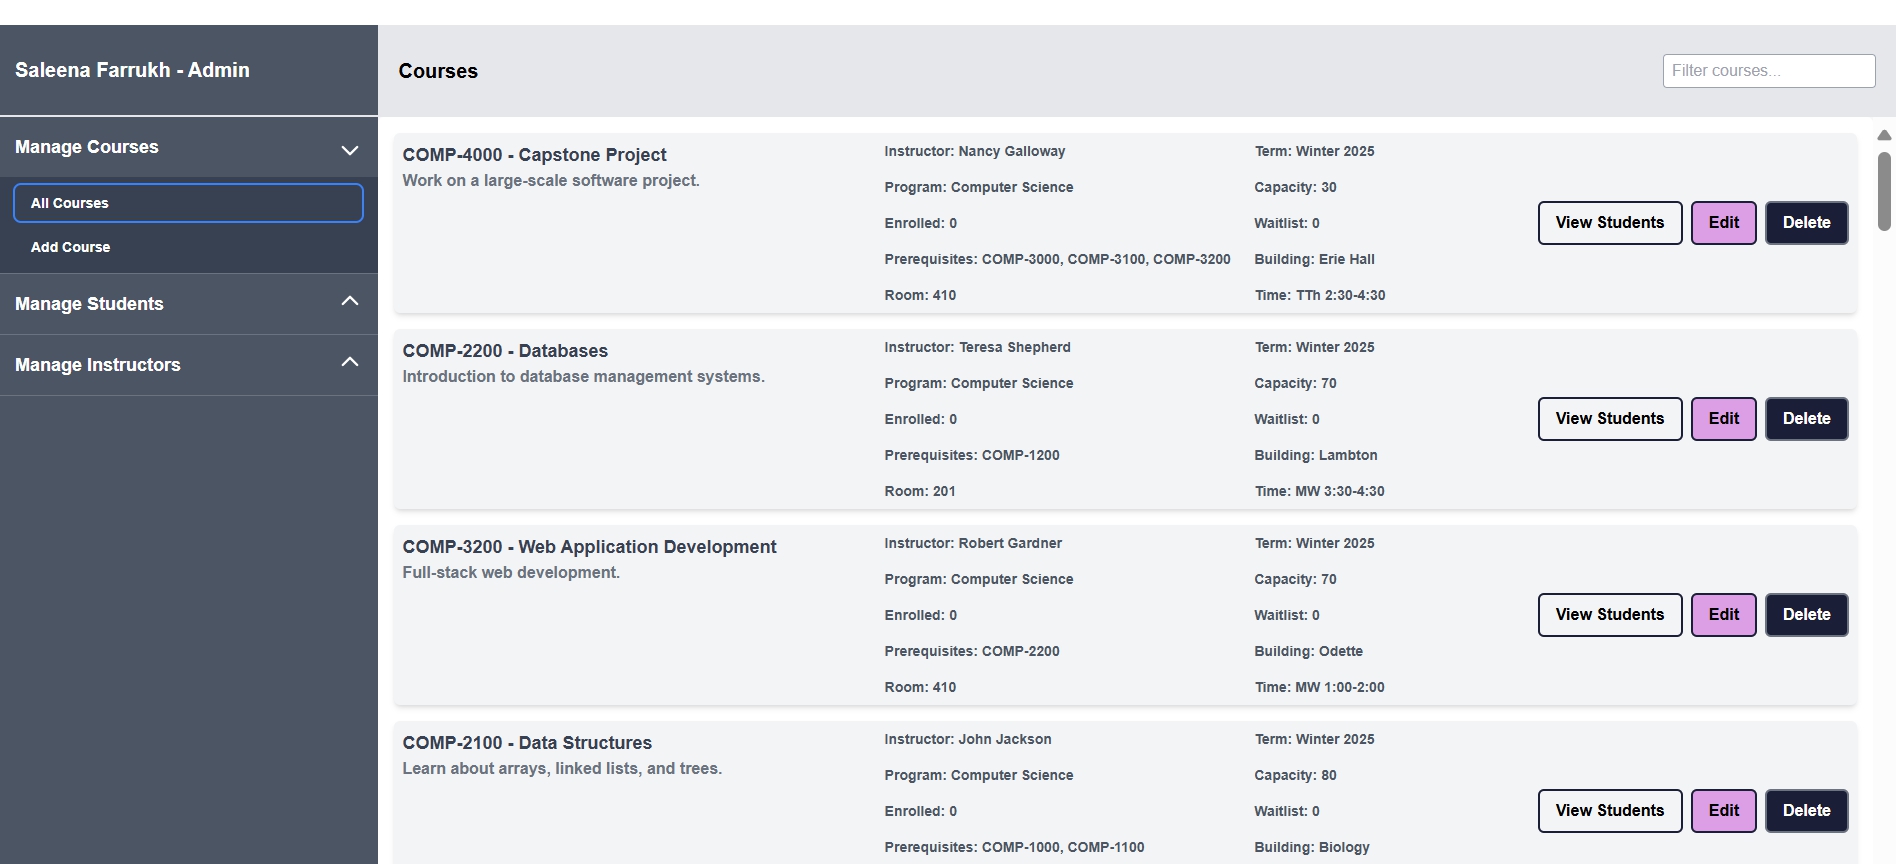 Saleena Farrukh - Admin
Manage Courses
All Courses
Add Course
Manage Students
Manage Instructors
Courses
Filter courses...
COMP-4000 - Capstone Project
Work on a large-scale software project.
Instructor: Nancy Galloway
Term: Winter 2025
Program: Computer Science
Capacity: 30
Enrolled: 0
Waitlist: 0
Prerequisites: COMP-3000, COMP-3100, COMP-3200
Building: Erie Hall
Room: 410
Time: TTh 2:30-4:30
View Students
Edit
Delete
COMP-2200 - Databases
Introduction to database management systems.
Instructor: Teresa Shepherd
Term: Winter 2025
Program: Computer Science
Capacity: 70
Enrolled: 0
Waitlist: 0
Prerequisites: COMP-1200
Building: Lambton
Room: 201
Time: MW 3:30-4:30
View Students
Edit
Delete
COMP-3200 - Web Application Development
Full-stack web development.
Instructor: Robert Gardner
Term: Winter 2025
Program: Computer Science
Capacity: 70
Enrolled: 0
Waitlist: 0
Prerequisites: COMP-2200
Building: Odette
Room: 410
Time: MW 1:00-2:00
View Students
Edit
Delete
COMP-2100 - Data Structures
Learn about arrays, linked lists, and trees.
Instructor: John Jackson
Term: Winter 2025
Program: Computer Science
Capacity: 80
Enrolled: 0
Waitlist: 0
Prerequisites: COMP-1000, COMP-1100
Building: Biology
View Students
Edit
Delete